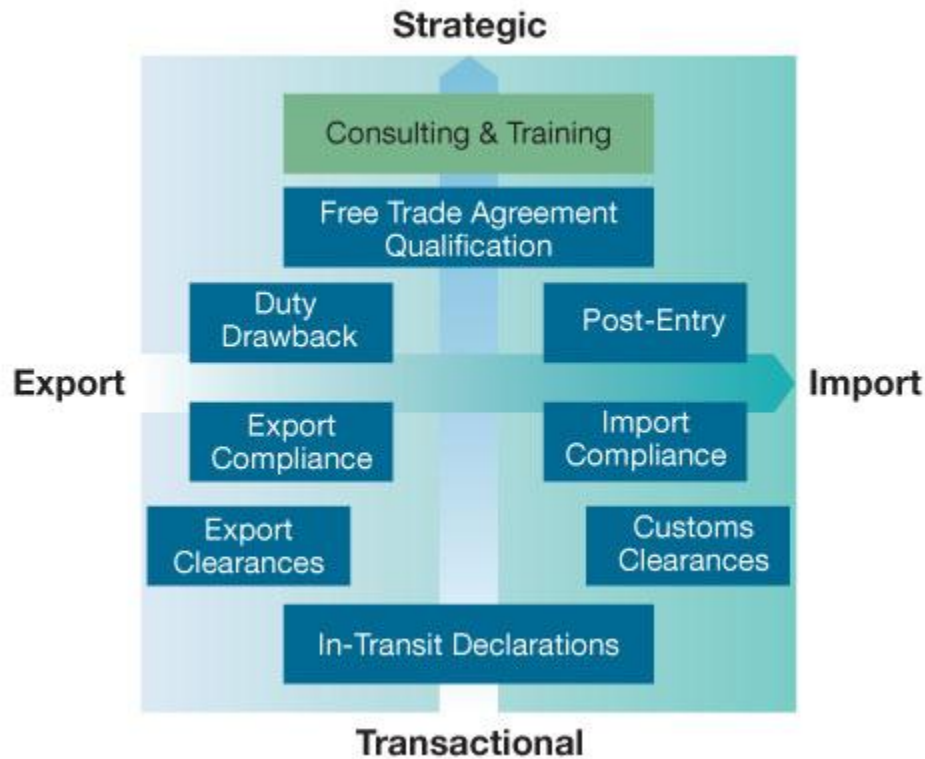 Strategic
Consulting & Training
Free Trade Agreement
Qualification
Duty
Drawback
Post-Entry
Export
Import
Export
Compliance
Import
Compliance
Export
Clearances
Customs
Clearances
In-Transit Declarations
Transactional